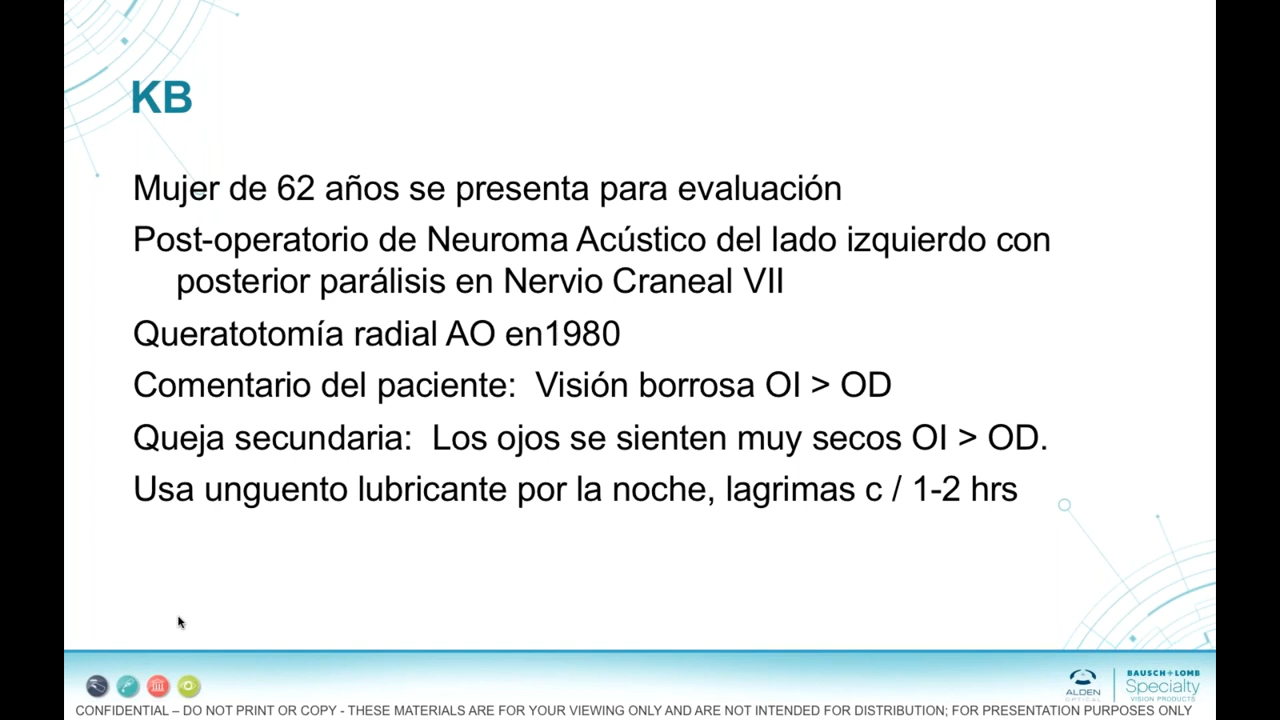 KB
Mujer de 62 años se presenta para evaluación
Post-operatorio de Neuroma Acústico del lado izquierdo con
posterior parálisis en Nervio Craneal VII
Queratotomía radial AO en1980
Comentario del paciente:  Visión borrosa OI > OD
Queja secundaria:  Los ojos se sienten muy secos OI > OD.
Usa unguento lubricante por la noche, lagrimas c / 1-2 hrs
ALDEN
OPTICAL
BAUSCH + LOMB
Specialty
VISION PRODUCTS
CONFIDENTIAL – DO NOT PRINT OR COPY - THESE MATERIALS ARE FOR YOUR VIEWING ONLY AND ARE NOT INTENDED FOR DISTRIBUTION; FOR PRESENTATION PURPOSES ONLY